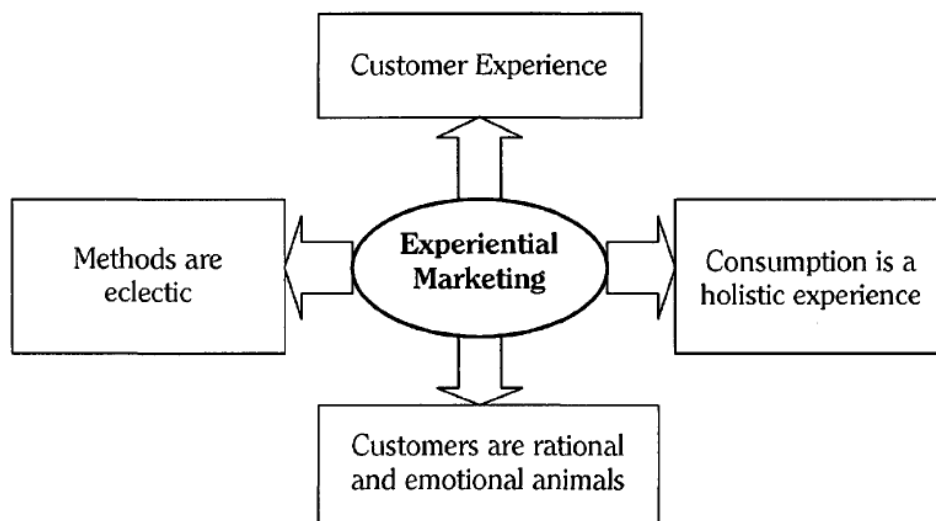 Customer Experience
Methods are
eclectic
Experiential
Marketing
Consumption is a
holistic experience
Customers are rational
and emotional animals